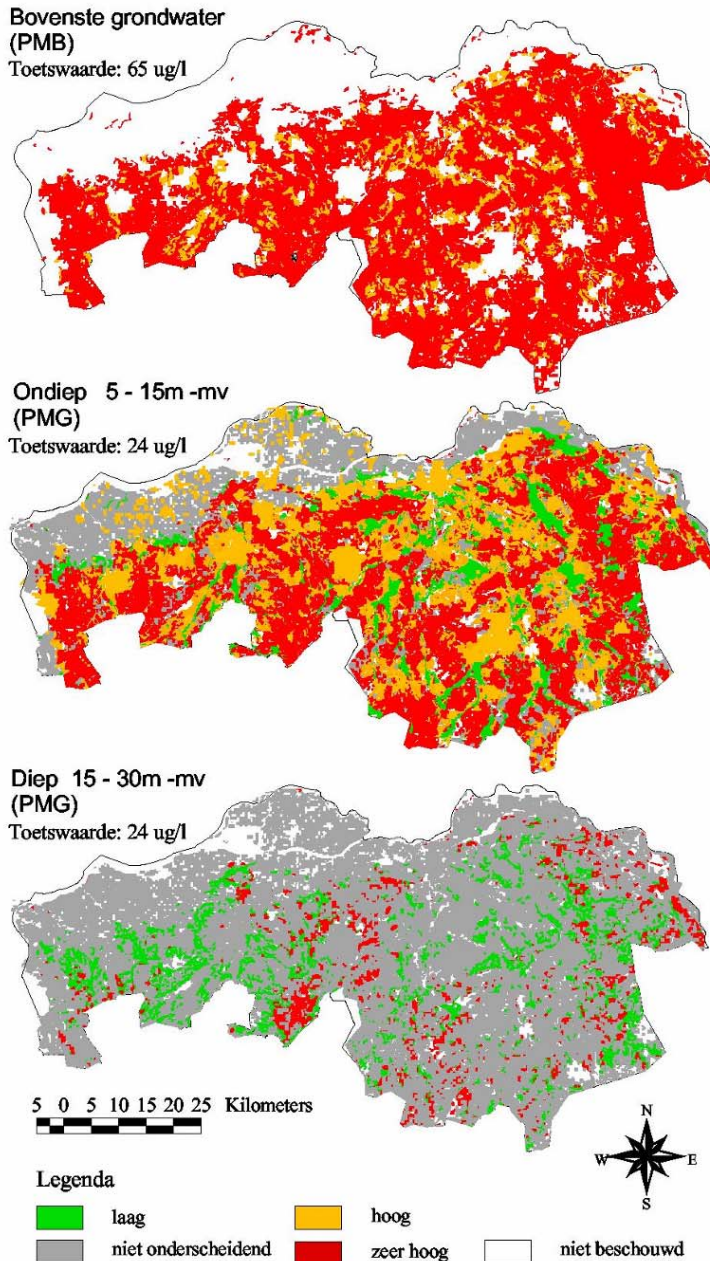 Bovenste grondwater
(PMB)
Toetswaarde: 65 ug/l
Ondiep 5 - 15m -mv
(PMG)
Toetswaarde: 24 ug/l
Diep 15 - 30m -mv
(PMG)
Toetswaarde: 24 ug/l
5 0 5 10 15 20 25 Kilometers
N
W E
S
Legenda
laag hoog
niet onderscheidend zeer hoog niet beschouwd